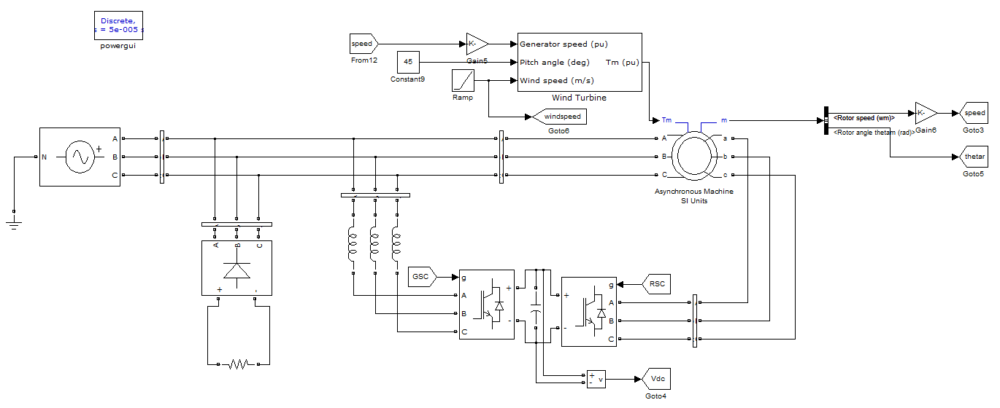 Discrete,
s = 5e-005 s
powergui
speed
From12
-K-
Gain5
45
Constant9
Ramp
Generator speed (pu)
Pitch angle (deg)
Wind speed (m/s)
Tm (pu)
Wind Turbine
windspeed
Goto6
Tm
m
A
B
C
a
b
c
Asynchronous Machine
SI Units
<Rotor speed (wm)>
<Rotor angle thetam (rad)>
-K-
Gain6
speed
Goto3
thetar
Goto5
N
+
A
B
C
A
B
C
+
-
GSC
g
A
B
C
+
-
+
-
g
A
B
C
RSC
+
-
v
Vdc
Goto4